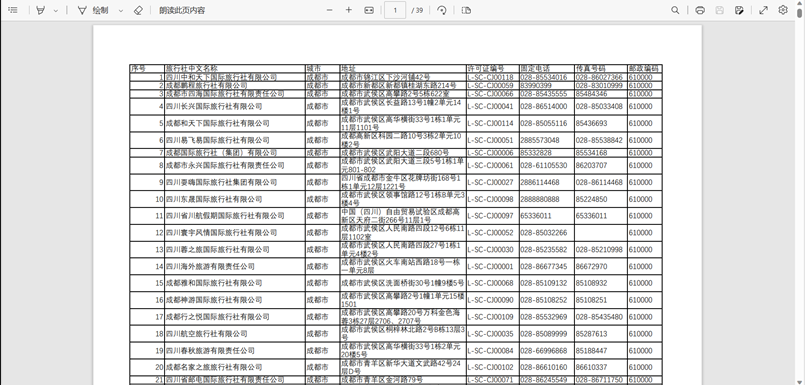 绘制 朗读此页内容 1 / 39
序号 旅行社中文名称 城市 地址 许可证编号 固定电话 传真号码 邮政编码
1 四川中和天下国际旅行社有限公司 成都市 成都市锦江区下沙河铺42号 L-SC-CJ00118 028-85534016 028-86027366 610000
2 成都鹏程旅行社有限公司 成都市 成都市新都区新都镇桂湖东路214号 L-SC-CJ00059 83990399 028-83010999 610000
3 成都市四海国际旅行社有限责任公司 成都市 成都市武侯区高攀路2号5栋622室 L-SC-CJ00066 028-85435555 85484346 610000
4 四川长兴国际旅行社有限公司 成都市 成都市武侯区长益路13号1幢2单元14
楼1号 L-SC-CJ00041 028-86514000 028-85033408 610000
5 成都和天下国际旅行社有限公司 成都市 成都市武侯区高华横街33号1栋1单元
11层1101号 L-SC-CJ00114 028-85055116 85436693 610000
6 四川易飞易国际旅行社有限公司 成都市 成都高新区科园二路10号3栋2单元10
楼2号 L-SC-CJ00051 2885573048 028-85538842 610000
7 成都国际旅行社（集团）有限公司 成都市 成都市武侯区武阳大道二段680号 L-SC-CJ00006 85332828 85534168 610000
8 成都市永兴国际旅行社有限责任公司 成都市 成都市武侯区武阳大道三段5号1栋1单
元801-802 L-SC-CJ00061 028-61105530 86203707 610000
9 四川耍嗨国际旅行社集团有限公司 成都市 四川省成都市金牛区花牌坊街168号1
栋1单元12层1221号 L-SC-CJ00027 2886114468 028-86114468 610000
10 四川东晟国际旅行社有限公司 成都市 成都市武侯区领事馆路12号1栋8单元3
楼4号 L-SC-CJ00098 2888880888 85224850 610000
11 四川省川航假期国际旅行社有限公司 成都市 中国（四川）自由贸易试验区成都高
新区天府二街266号11层1号 L-SC-CJ00097 65336011 65336011 610000
12 四川寰宇风情国际旅行社有限公司 成都市 成都市武侯区人民南路四段12号6栋11
层1102室 L-SC-CJ00052 028-85032266 610000
13 四川蓉之旅国际旅行社有限公司 成都市 成都市武侯区人民南路四段27号1栋1
单元4楼2号 L-SC-CJ00030 028-85235582 028-85210998 610000
14 四川海外旅游有限责任公司 成都市 成都市武侯区火车南站西路18号一栋
一单元8层 L-SC-CJ00001 028-86677345 86672970 610000
15 成都雅和国际旅行社有限公司 成都市 成都市武侯区洗面桥街30号1幢9楼5号 L-SC-CJ00068 028-85109132 85108932 610000
16 成都神游国际旅行社有限公司 成都市 成都市武侯区高攀路2号1幢1单元15楼
1501 L-SC-CJ00090 028-85108252 85108251 610000
17 成都行之悦国际旅行社有限公司 成都市 成都市武侯区高攀路20号万科金色海
蓉3栋27层2706、2707号 L-SC-CJ00109 028-85532969 028-85435480 610000
18 四川航空旅行社有限公司 成都市 成都市武侯区桐梓林北路2号8栋13层3
号 L-SC-CJ00035 028-85089999 85287613 610000
19 四川春秋旅游有限责任公司 成都市 成都市武侯区高华横街33号1栋2单元
20楼5号 L-SC-CJ00084 028-66996868 85188447 610000
20 成都名家之旅旅行社有限公司 成都市 成都市青羊区新华大道文武路42号24
层D号 L-SC-CJ00102 028-86610160 86610337 610000
21 四川省邮电国际旅行社有限责任公司 成都市 成都市青羊区金河路79号 L-SC-CJ00071 028-86245549 028-86711750 610000